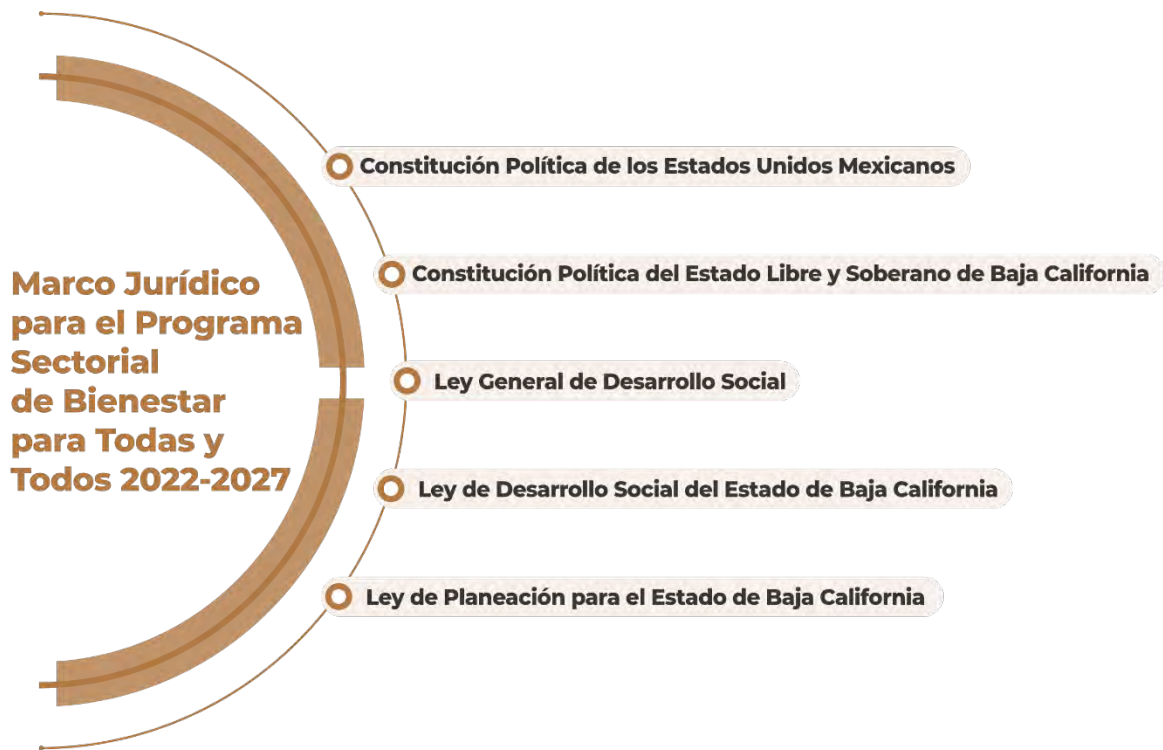 Marco Jurídico
para el Programa
Sectorial
de Bienestar
para Todas y
Todos 2022-2027
Constitución Política de los Estados Unidos Mexicanos
Constitución Política del Estado Libre y Soberano de Baja California
Ley General de Desarrollo Social
Ley de Desarrollo Social del Estado de Baja California
Ley de Planeación para el Estado de Baja California